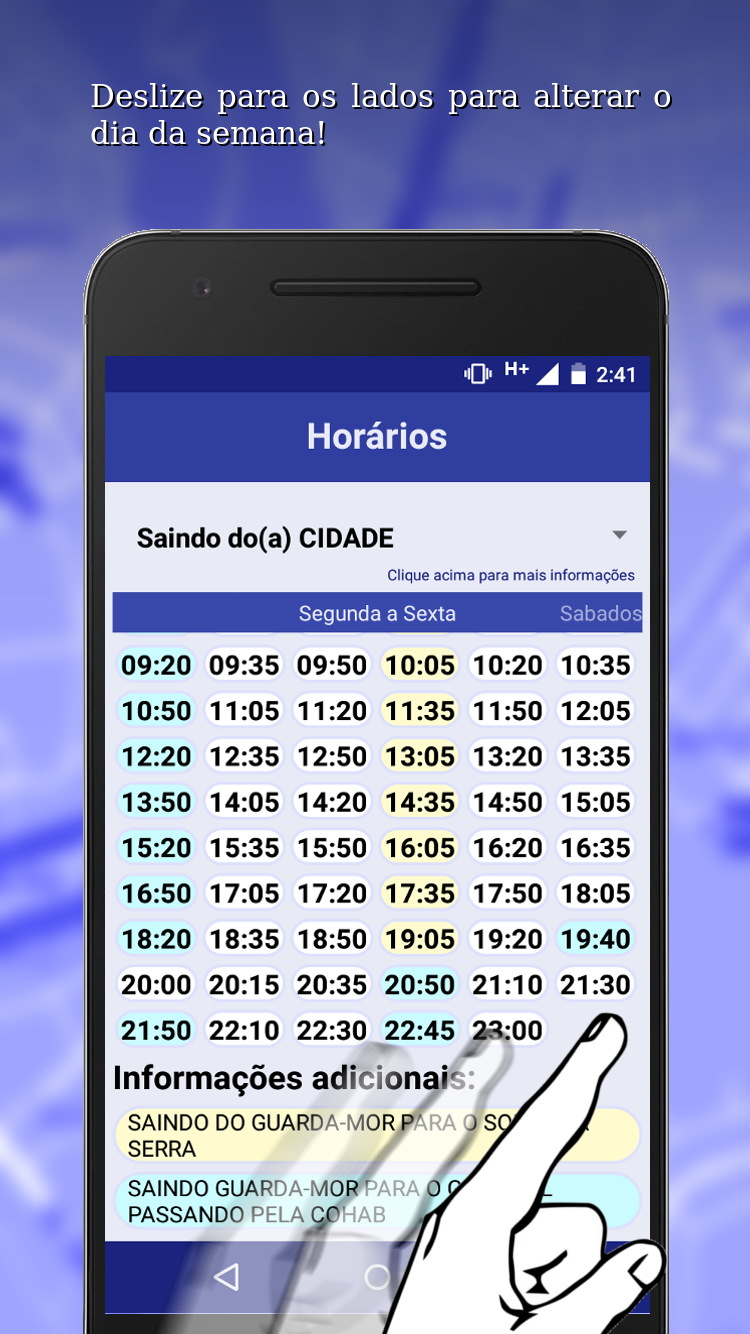 Deslize para os lados para alterar o
dia da semana!
H+ 2:41
Horários
Saindo do(a) CIDADE
Clique acima para mais informações
Segunda a Sexta Sabados
09:20 09:35 09:50 10:05 10:20 10:35
10:50 11:05 11:20 11:35 11:50 12:05
12:20 12:35 12:50 13:05 13:20 13:35
13:50 14:05 14:20 14:35 14:50 15:05
15:20 15:35 15:50 16:05 16:20 16:35
16:50 17:05 17:20 17:35 17:50 18:05
18:20 18:35 18:50 19:05 19:20 19:40
20:00 20:15 20:35 20:50 21:10 21:30
21:50 22:10 22:30 22:45 23:00
Informações adicionais:
SAINDO DO GUARDA-MOR PARA O
SERRA
SAINDO GUARDA-MOR PARA O
PASSANDO PELA COHAB